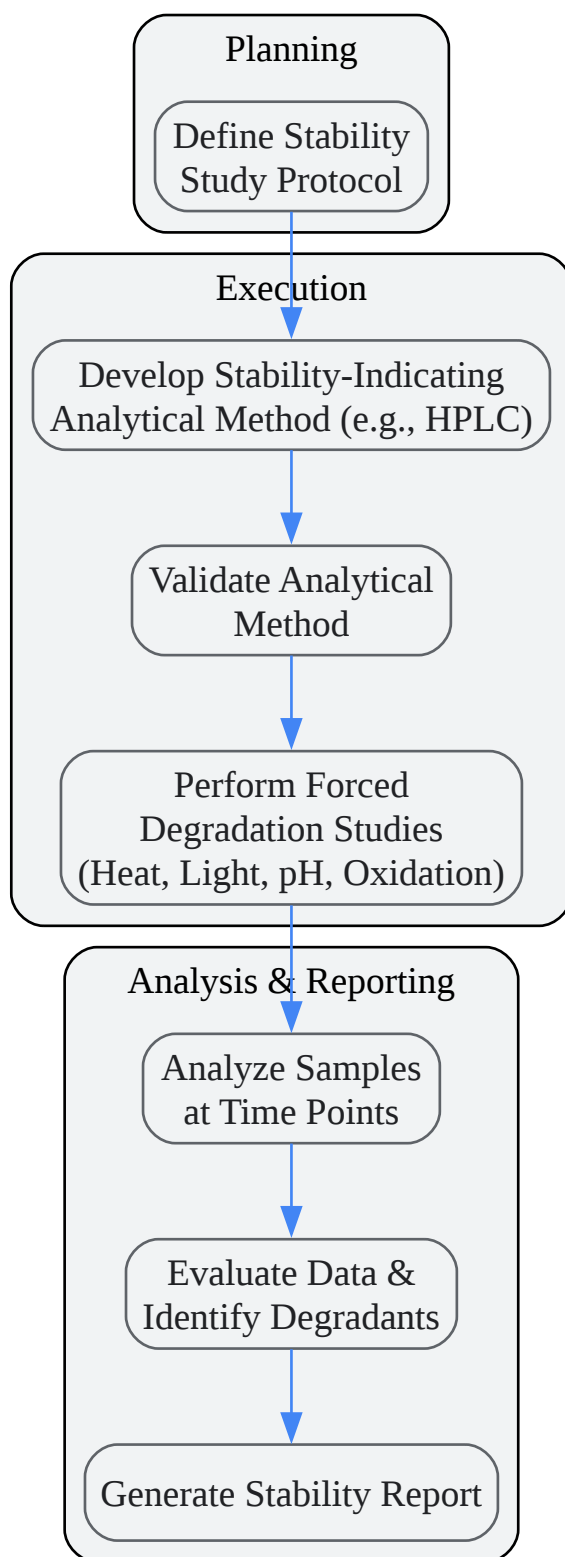 Planning
Define Stability
Study Protocol
Execution
Develop Stability-Indicating
Analytical Method (e.g., HPLC)
Validate Analytical
Method
Perform Forced
Degradation Studies
(Heat, Light, pH, Oxidation)
Analysis & Reporting
Analyze Samples
at Time Points
Evaluate Data &
Identify Degradants
Generate Stability Report